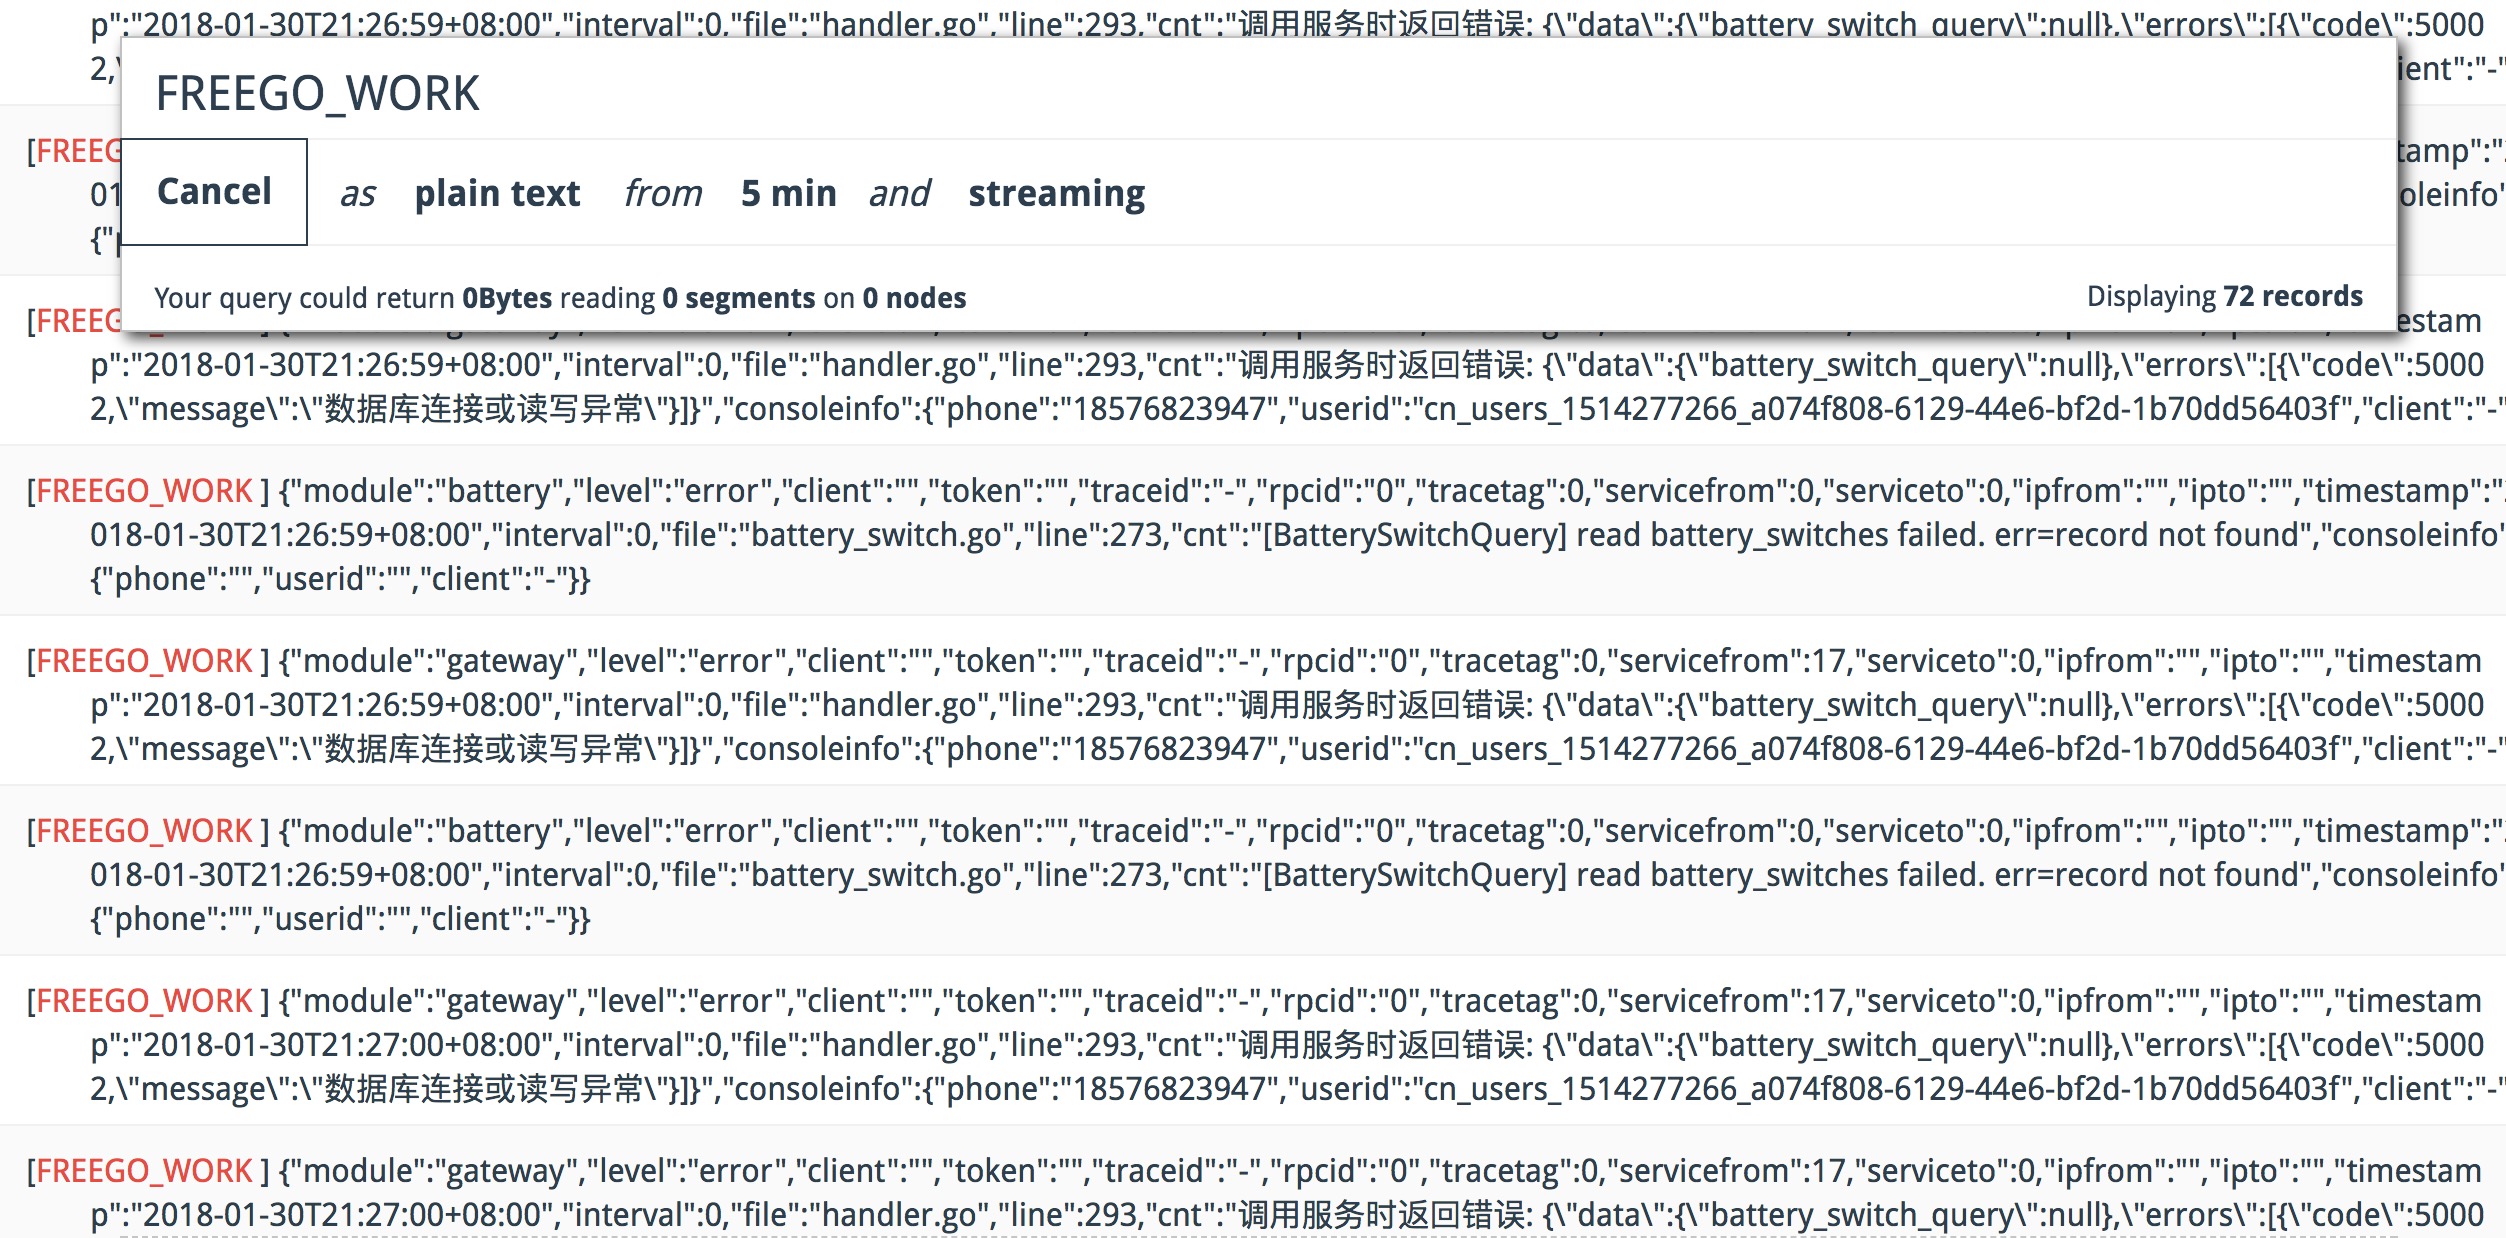 p":"2018-01-30T21:26:59+08:00","interval":0,"file":"handler.go","line":293,"cnt":"调用服务时返回错误: {\"data\":{\"battery_switch_query\":null},\"errors\":[{\"code\":5000
2,\ ient":"-"
FREEGO_WORK
[FREEG tamp":"
Cancel as plain text from 5 min and streaming
01 oleinfo"
{"p
Your query could return 0Bytes reading 0 segments on 0 nodes Displaying 72 records
[FREEG estam
p":"2018-01-30T21:26:59+08:00","interval":0,"file":"handler.go","line":293,"cnt":"调用服务时返回错误: {\"data\":{\"battery_switch_query\":null},\"errors\":[{\"code\":5000
2,\"message\":\"数据库连接或读写异常\"}]}","consoleinfo":{"phone":"18576823947","userid":"cn_users_1514277266_a074f808-6129-44e6-bf2d-1b70dd56403f","client":"-"
[FREEGO_WORK ] {"module":"battery","level":"error","client":"","token":"","traceid":"-","rpcid":"0","tracetag":0,"servicefrom":0,"serviceto":0,"ipfrom":"","ipto":"","timestamp":"
018-01-30T21:26:59+08:00","interval":0,"file":"battery_switch.go","line":273,"cnt":"[BatterySwitchQuery] read battery_switches failed. err=record not found","consoleinfo"
{"phone":"","userid":"","client":"-"}}
[FREEGO_WORK ] {"module":"gateway","level":"error","client":"","token":"","traceid":"-","rpcid":"0","tracetag":0,"servicefrom":17,"serviceto":0,"ipfrom":"","ipto":"","timestam
p":"2018-01-30T21:26:59+08:00","interval":0,"file":"handler.go","line":293,"cnt":"调用服务时返回错误: {\"data\":{\"battery_switch_query\":null},\"errors\":[{\"code\":5000
2,\"message\":\"数据库连接或读写异常\"}]}","consoleinfo":{"phone":"18576823947","userid":"cn_users_1514277266_a074f808-6129-44e6-bf2d-1b70dd56403f","client":"-"
[FREEGO_WORK ] {"module":"battery","level":"error","client":"","token":"","traceid":"-","rpcid":"0","tracetag":0,"servicefrom":0,"serviceto":0,"ipfrom":"","ipto":"","timestamp":"
018-01-30T21:26:59+08:00","interval":0,"file":"battery_switch.go","line":273,"cnt":"[BatterySwitchQuery] read battery_switches failed. err=record not found","consoleinfo"
{"phone":"","userid":"","client":"-"}}
[FREEGO_WORK ] {"module":"gateway","level":"error","client":"","token":"","traceid":"-","rpcid":"0","tracetag":0,"servicefrom":17,"serviceto":0,"ipfrom":"","ipto":"","timestam
p":"2018-01-30T21:27:00+08:00","interval":0,"file":"handler.go","line":293,"cnt":"调用服务时返回错误: {\"data\":{\"battery_switch_query\":null},\"errors\":[{\"code\":5000
2,\"message\":\"数据库连接或读写异常\"}]}","consoleinfo":{"phone":"18576823947","userid":"cn_users_1514277266_a074f808-6129-44e6-bf2d-1b70dd56403f","client":"-"
[FREEGO_WORK ] {"module":"gateway","level":"error","client":"","token":"","traceid":"-","rpcid":"0","tracetag":0,"servicefrom":17,"serviceto":0,"ipfrom":"","ipto":"","timestam
p":"2018-01-30T21:27:00+08:00","interval":0,"file":"handler.go","line":293,"cnt":"调用服务时返回错误: {\"data\":{\"battery_switch_query\":null},\"errors\":[{\"code\":5000